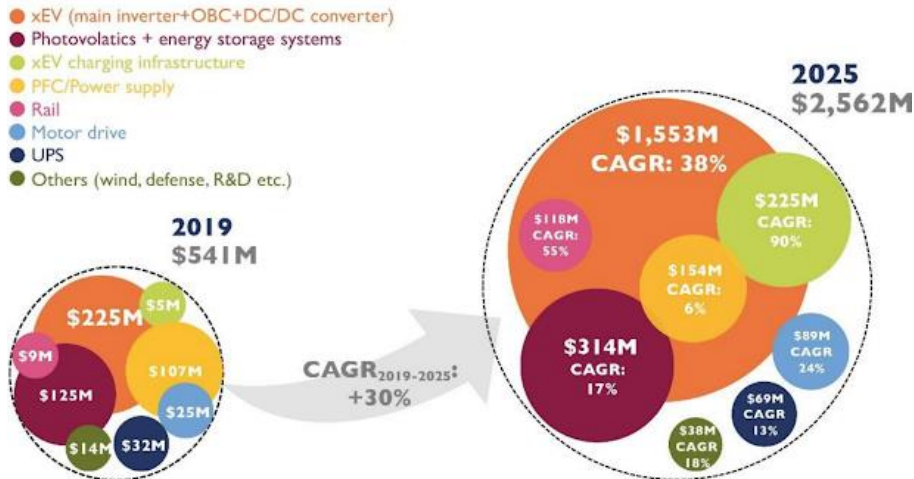 xEV (main inverter+OBC+DC/DC converter)
Photovolatics + energy storage systems
xEV charging infrastructure
PFC/Power supply
Rail
Motor drive
UPS
Others (wind, defense, R&D etc.)
2019
$541M
$225M
$5M
$9M
$125M
$107M
$25M
$14M
$32M
CAGR2019-2025:
+30%
2025
$2,562M
$1,553M
CAGR: 38%
$118M
CAGR:
55%
$225M
CAGR:
90%
$154M
CAGR:
6%
$314M
CAGR:
17%
$89M
CAGR
24%
$69M
CAGR
13%
$38M
CAGR
18%